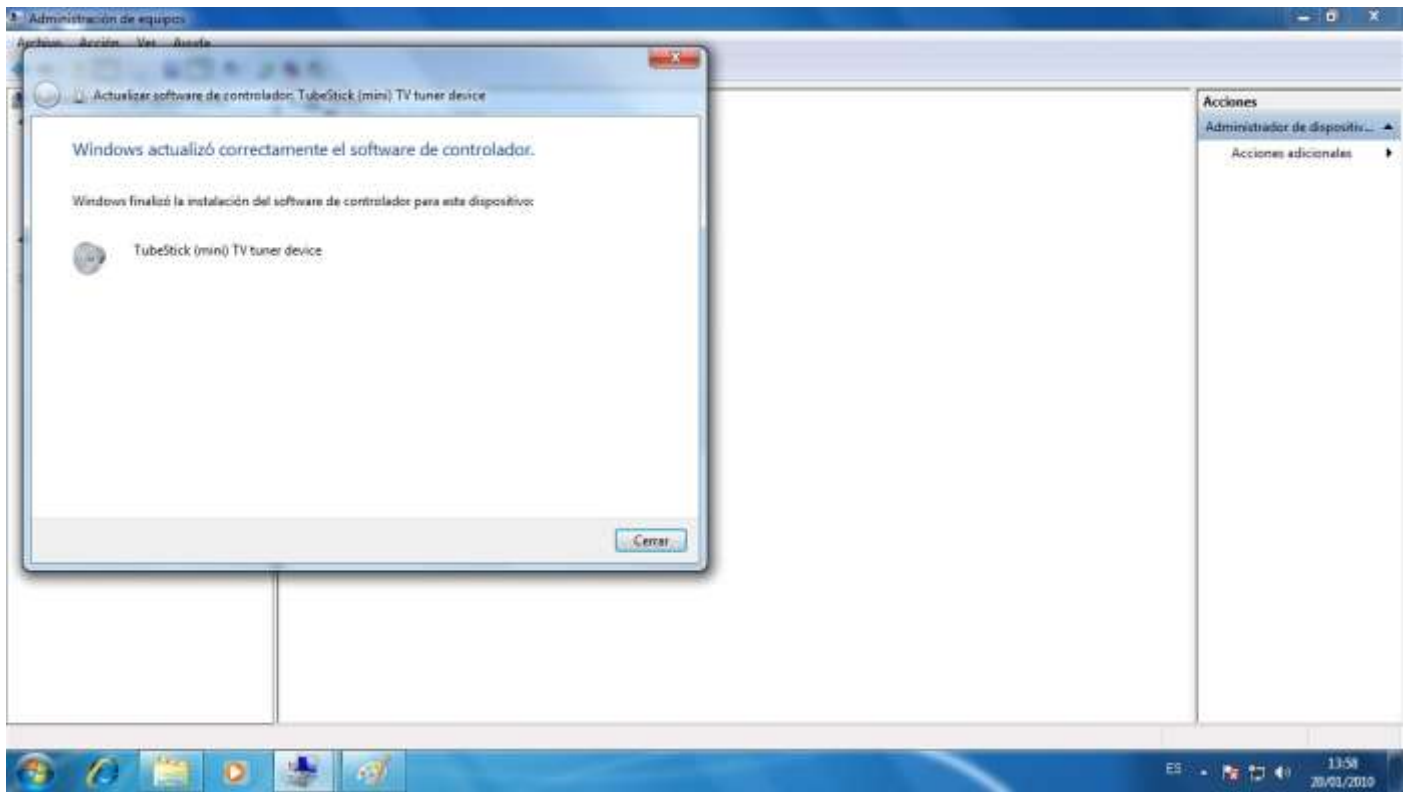 Administración de equipos
Archivo Acción Ver Ayuda
Actualizar software de controlador: TubeStick (mini) TV tuner device
Windows actualizó correctamente el software de controlador.
Windows finalizó la instalación del software de controlador para este dispositivo:
TubeStick (mini) TV tuner device
Cerrar
Acciones
Administrador de dispositiv...
Acciones adicionales
ES
13:58
20/01/2010